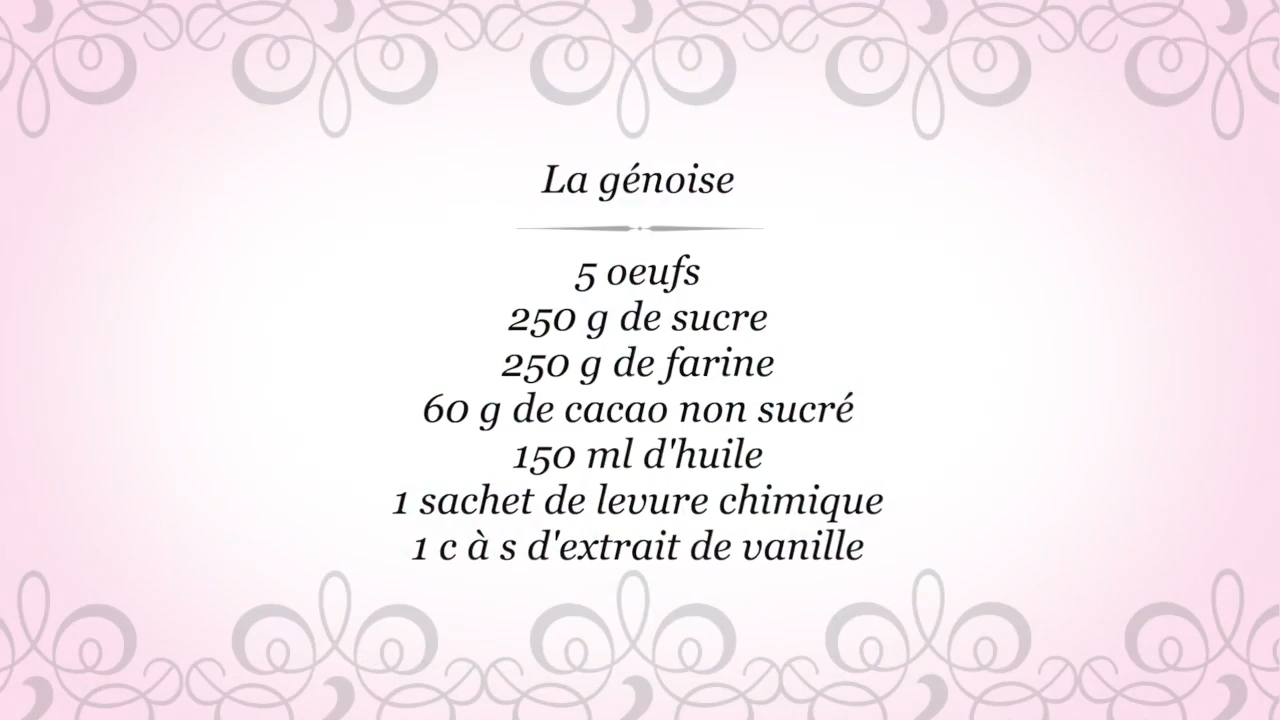 La génoise
5 oeufs
250 g de sucre
250 g de farine
60 g de cacao non sucré
150 ml d'huile
1 sachet de levure chimique
1 c à s d'extrait de vanille